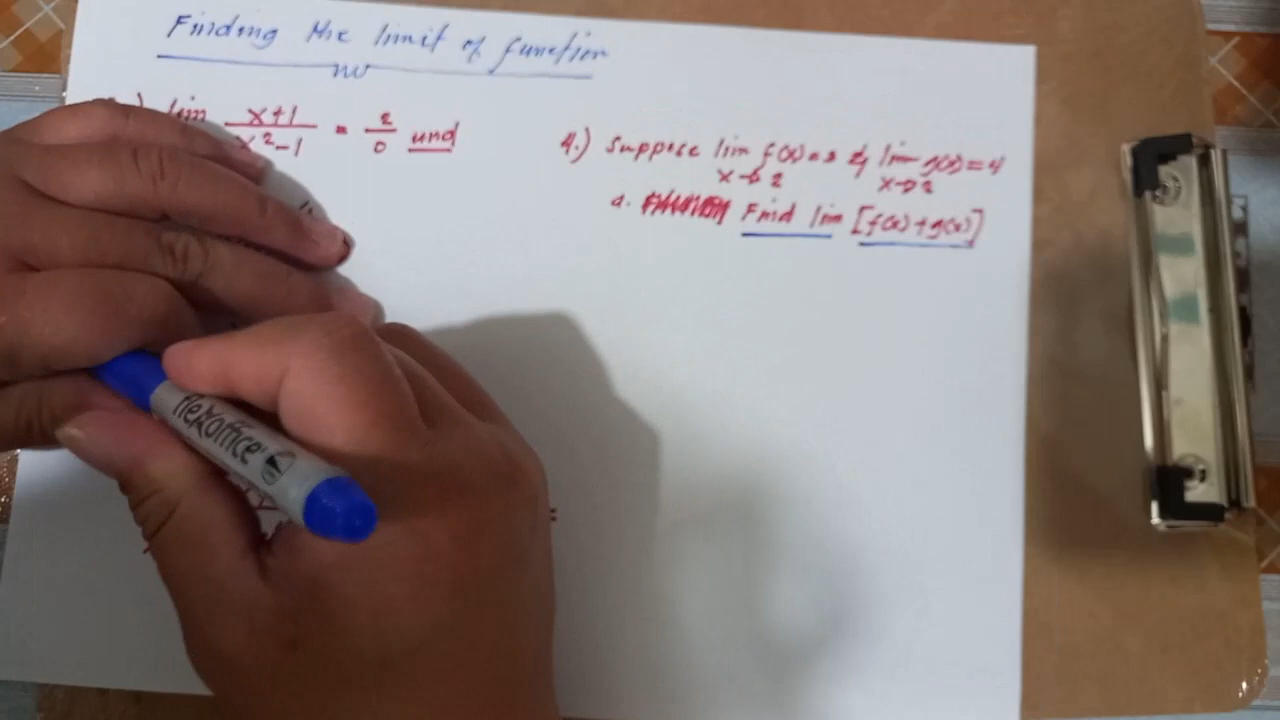 Finding the limit of function
no
) lim x+1 / x²-1 = 2/0 und
4.) Suppose lim f(x) = 3 & lim g(x) = 4
x→2 x→2
a. Find lim [f(x)+g(x)]
flexoffice
=